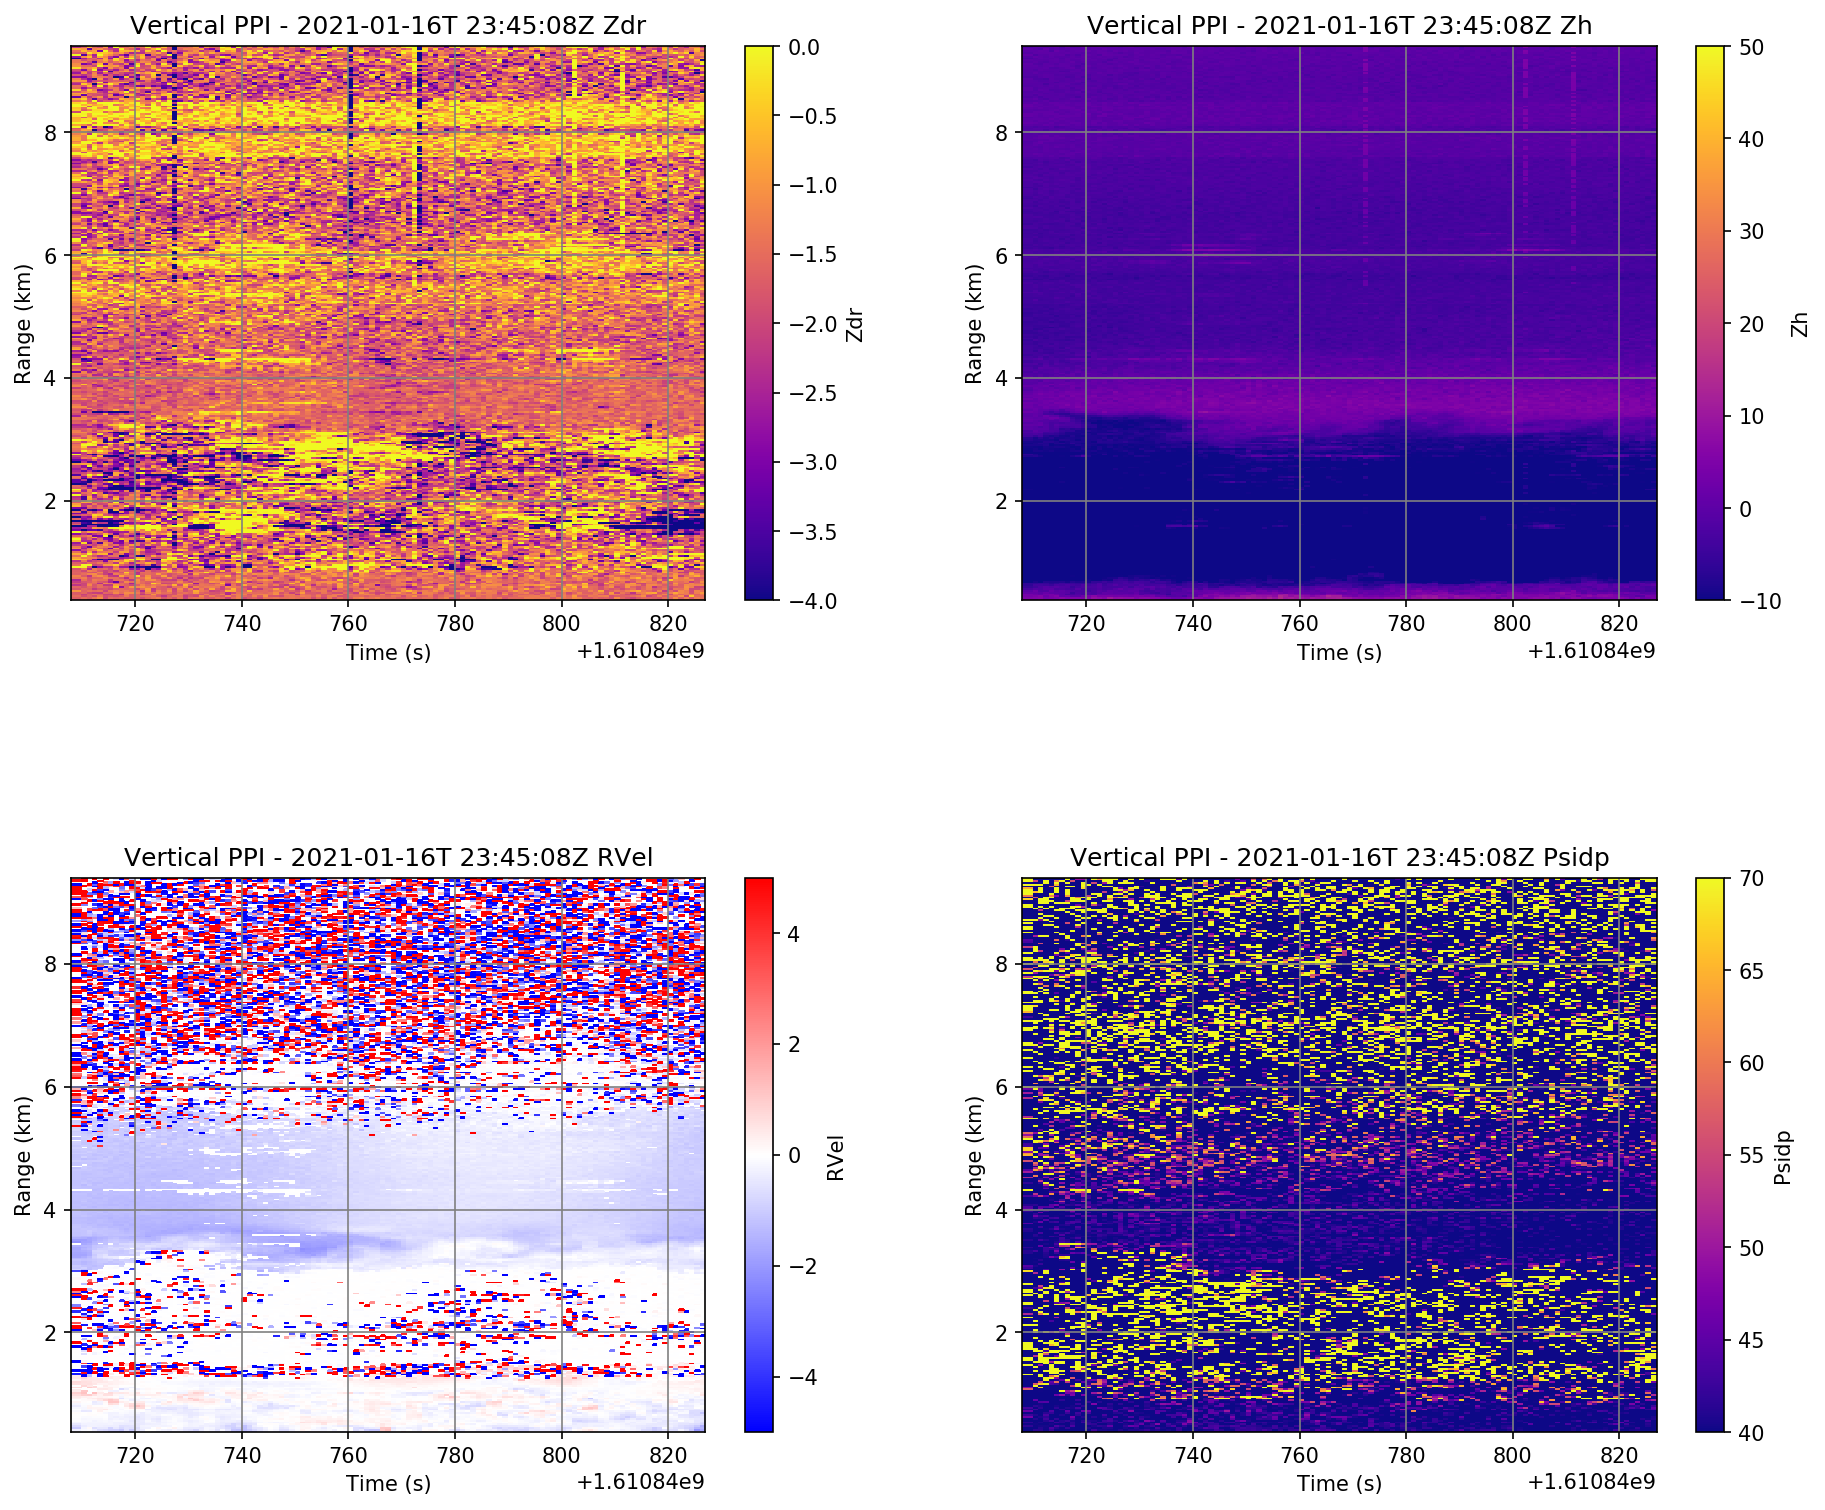 Vertical PPI - 2021-01-16T 23:45:08Z Zdr
Range (km)
8
6
4
2
720 740 760 780 800 820
Time (s)
+1.61084e9
0.0
−0.5
−1.0
−1.5
−2.0
−2.5
−3.0
−3.5
−4.0
Zdr
Vertical PPI - 2021-01-16T 23:45:08Z Zh
Range (km)
8
6
4
2
720 740 760 780 800 820
Time (s)
+1.61084e9
50
40
30
20
10
0
−10
Zh
Vertical PPI - 2021-01-16T 23:45:08Z RVel
Range (km)
8
6
4
2
720 740 760 780 800 820
Time (s)
+1.61084e9
4
2
0
−2
−4
RVel
Vertical PPI - 2021-01-16T 23:45:08Z Psidp
Range (km)
8
6
4
2
720 740 760 780 800 820
Time (s)
+1.61084e9
70
65
60
55
50
45
40
Psidp